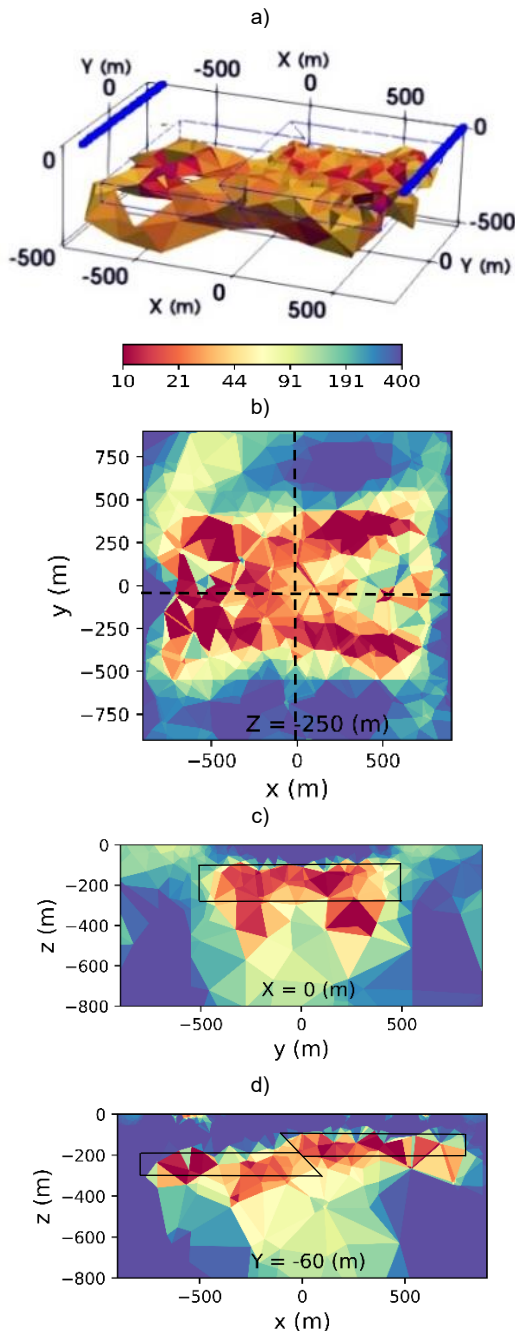 a)
Y (m)
X (m)
-500
0
0
500
0
0
-500
-500
0
Y (m)
-500
0
X (m)
500
10 21 44 91 191 400
b)
750
500
250
0
−250
−500
−750
y (m)
Z = -250 (m)
−500 0 500
x (m)
c)
0
−200
−400
−600
−800
z (m)
X = 0 (m)
−500 0 500
y (m)
d)
0
−200
−400
−600
−800
z (m)
Y = -60 (m)
−500 0 500
x (m)